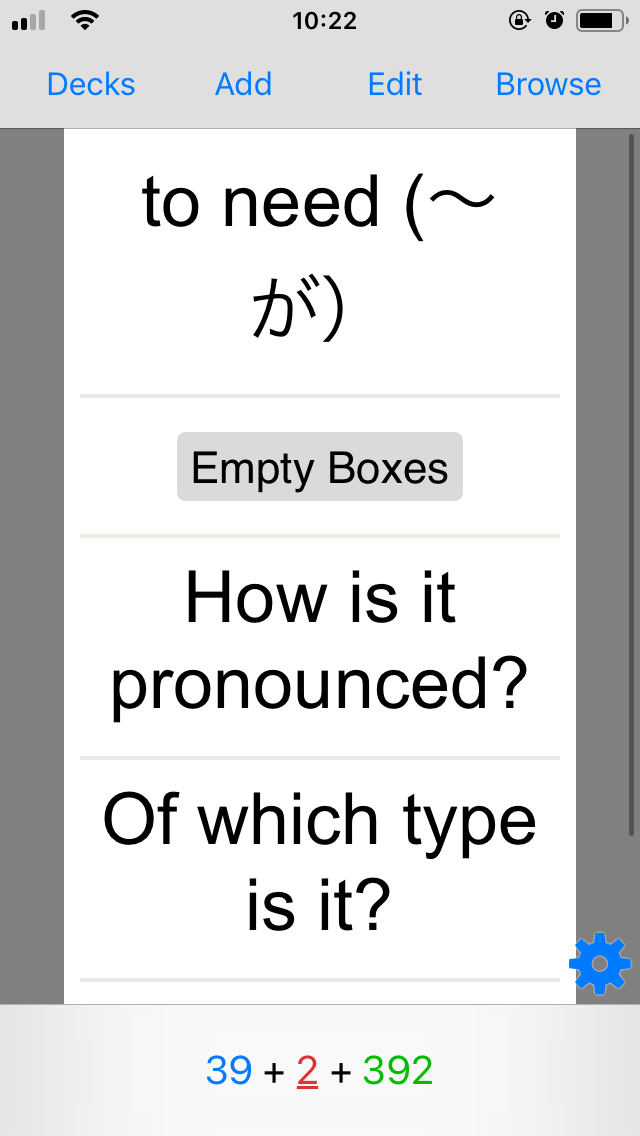 10:22
Decks Add Edit Browse
to need (〜
が)
Empty Boxes
How is it
pronounced?
Of which type
is it?
39 + 2 + 392